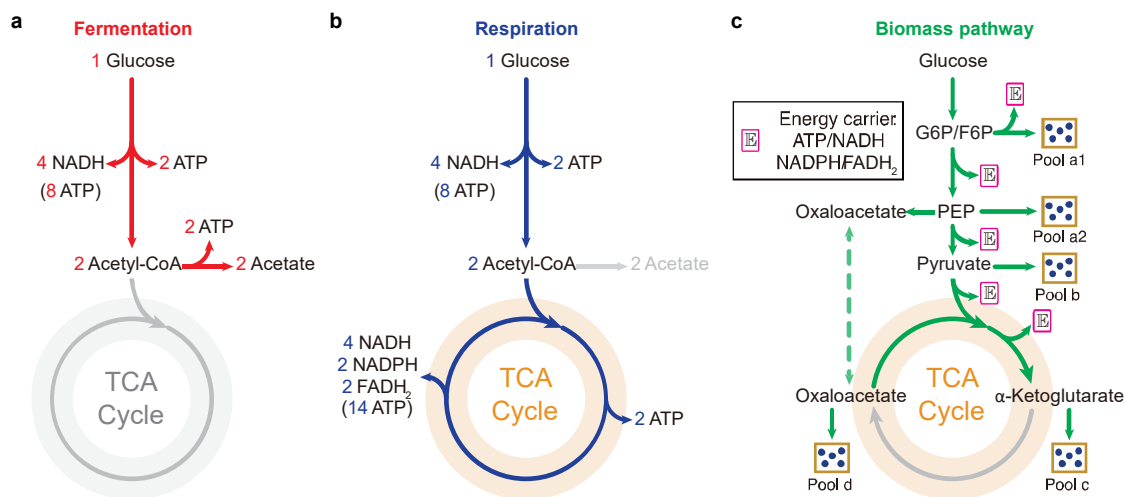 a
Fermentation
1 Glucose
4 NADH
(8 ATP)
2 ATP
2 ATP
2 Acetyl-CoA
2 Acetate
TCA
Cycle
b
Respiration
1 Glucose
4 NADH
(8 ATP)
2 ATP
2 Acetyl-CoA
2 Acetate
4 NADH
2 NADPH
2 FADH₂
(14 ATP)
TCA
Cycle
2 ATP
c
Biomass pathway
Glucose
𝔼
Energy carrier:
𝔼
ATP/NADH
NADPH/FADH₂
G6P/F6P
Pool a1
𝔼
Oxaloacetate
PEP
Pool a2
𝔼
Pyruvate
Pool b
𝔼
𝔼
TCA
Cycle
Oxaloacetate
α-Ketoglutarate
Pool d
Pool c